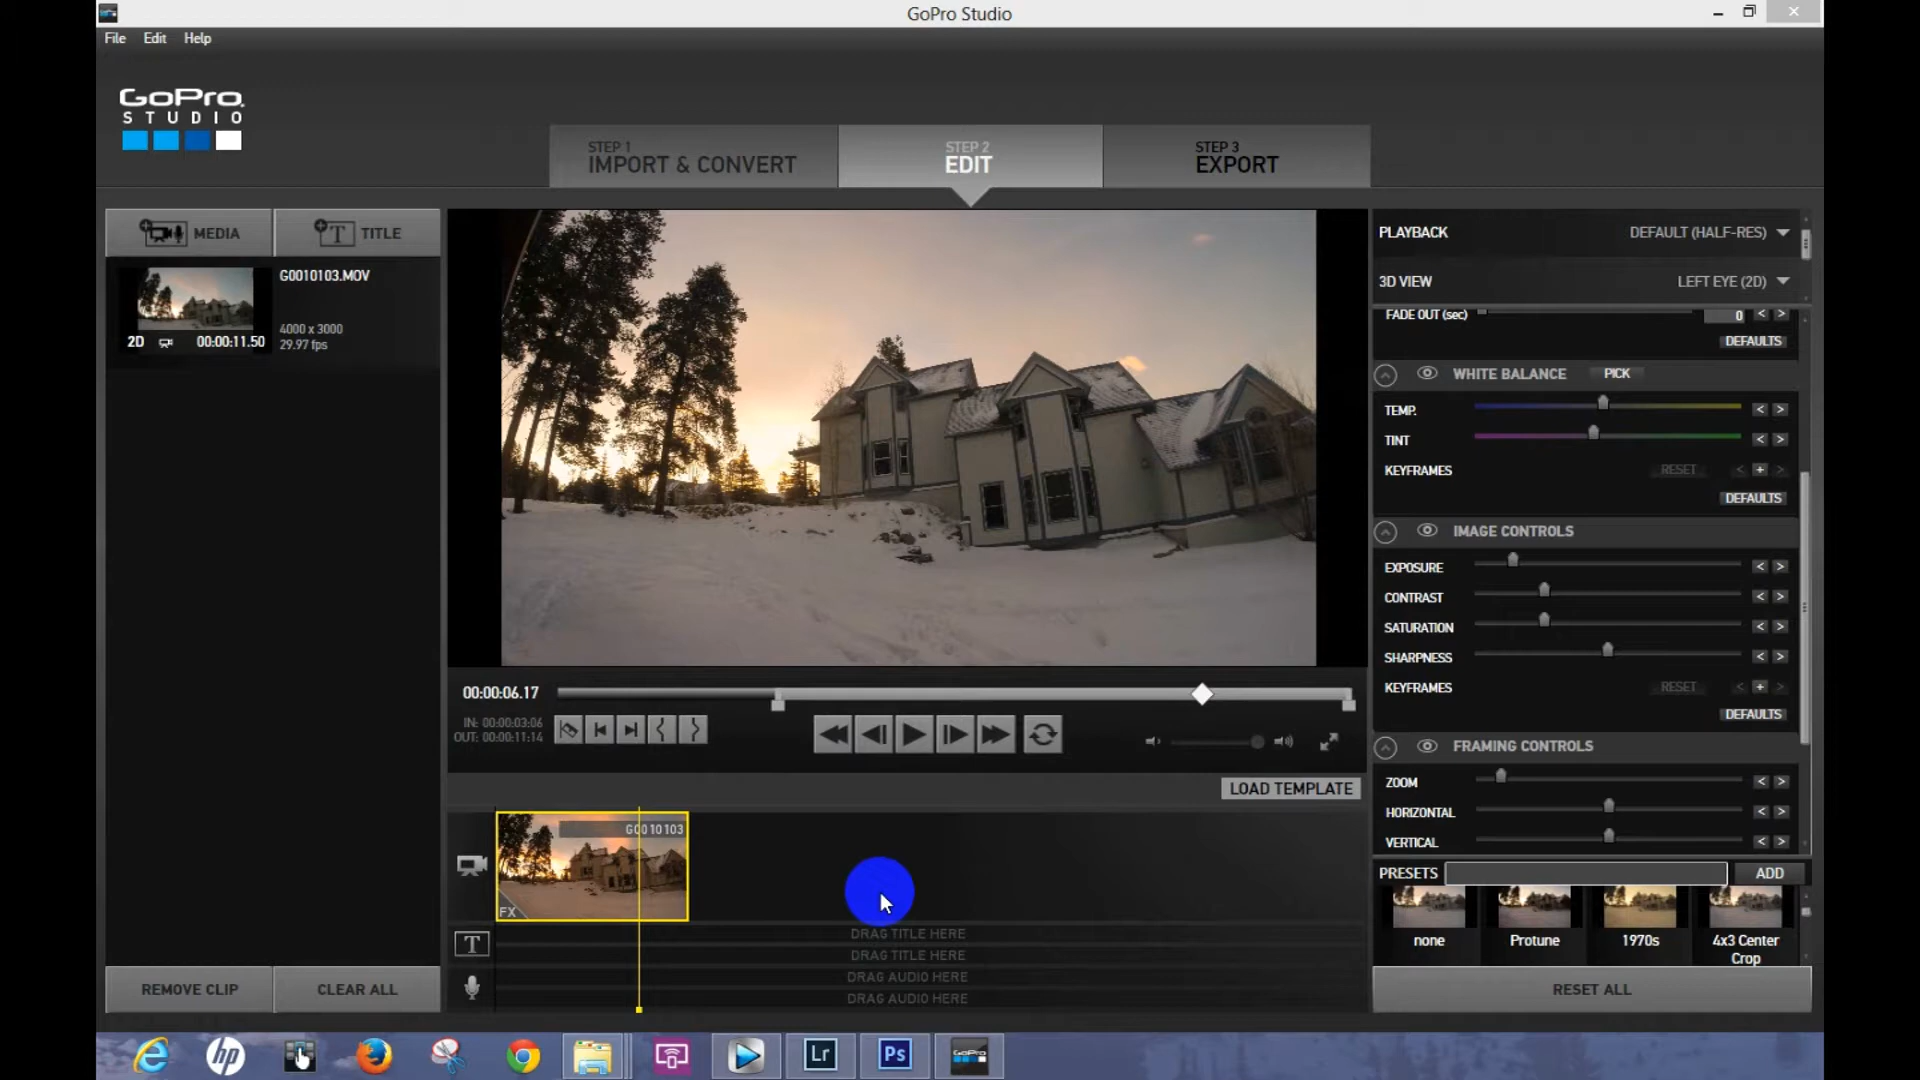 GoPro Studio
File Edit Help
GoPro
STUDIO
STEP 1
IMPORT & CONVERT
STEP 2
EDIT
STEP 3
EXPORT
MEDIA
TITLE
G0010103.MOV
4000 x 3000
29.97 fps
2D 00:00:11.50
REMOVE CLIP
CLEAR ALL
00:00:06.17
IN: 00:00:03:06
OUT: 00:00:11:14
LOAD TEMPLATE
G0010103
FX
T
DRAG TITLE HERE
DRAG TITLE HERE
DRAG AUDIO HERE
DRAG AUDIO HERE
PLAYBACK DEFAULT (HALF-RES)
3D VIEW LEFT EYE (2D)
FADE OUT (sec) 0 < >
DEFAULTS
WHITE BALANCE PICK
TEMP. < >
TINT < >
KEYFRAMES RESET < + >
DEFAULTS
IMAGE CONTROLS
EXPOSURE < >
CONTRAST < >
SATURATION < >
SHARPNESS < >
KEYFRAMES RESET < + >
DEFAULTS
FRAMING CONTROLS
ZOOM < >
HORIZONTAL < >
VERTICAL < >
PRESETS ADD
none
Protune
1970s
4x3 Center
Crop
RESET ALL
hp
Lr
Ps
GoPro